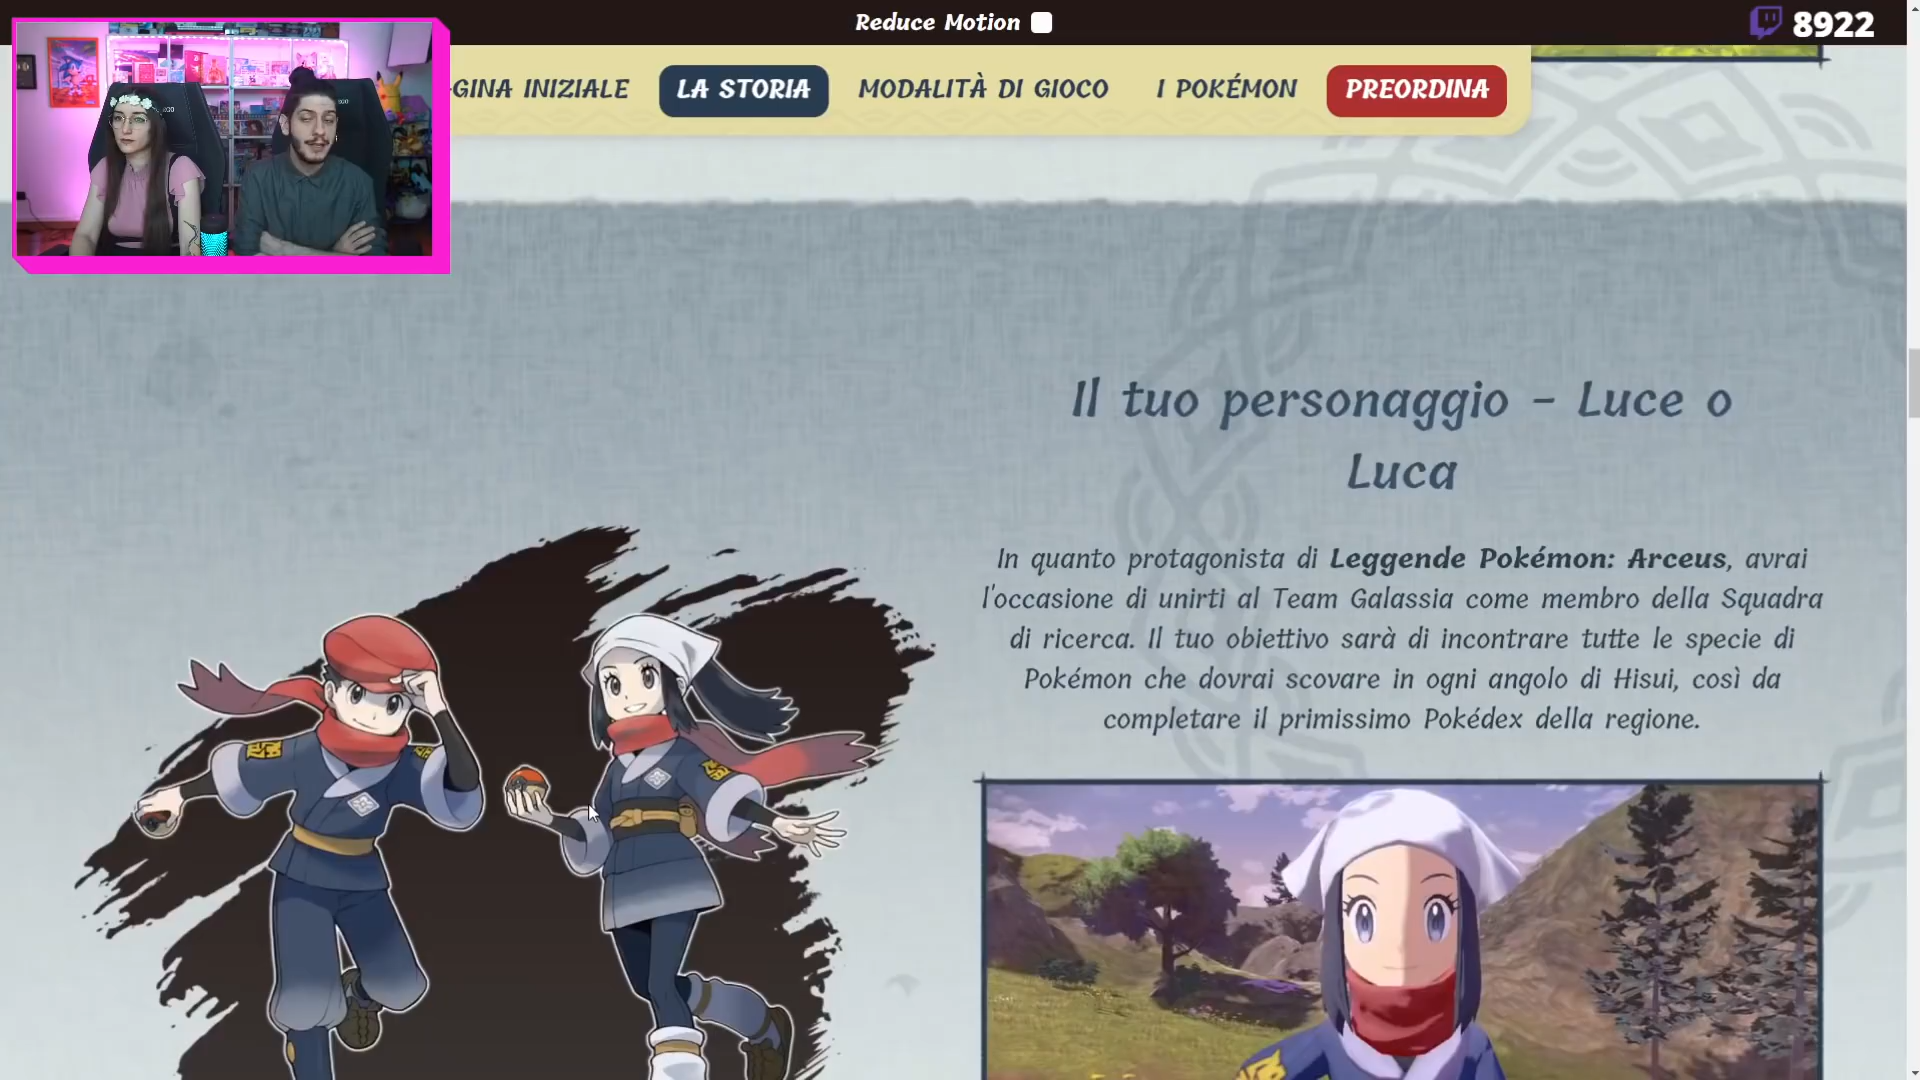 Reduce Motion
8922
GINA INIZIALE
LA STORIA
MODALITÀ DI GIOCO
I POKÉMON
PREORDINA
Il tuo personaggio – Luce o
Luca
In quanto protagonista di Leggende Pokémon: Arceus, avrai
l'occasione di unirti al Team Galassia come membro della Squadra
di ricerca. Il tuo obiettivo sarà di incontrare tutte le specie di
Pokémon che dovrai scovare in ogni angolo di Hisui, così da
completare il primissimo Pokédex della regione.